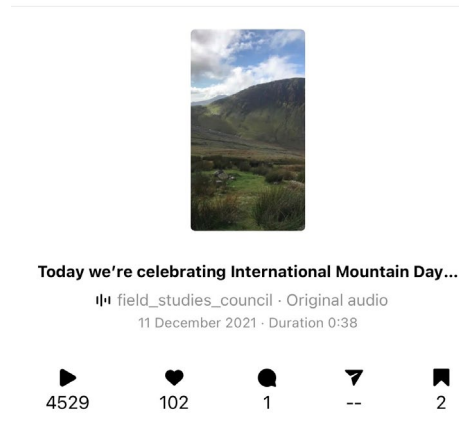 Today we're celebrating International Mountain Day...
field_studies_council · Original audio
11 December 2021 · Duration 0:38
4529 102 1 -- 2